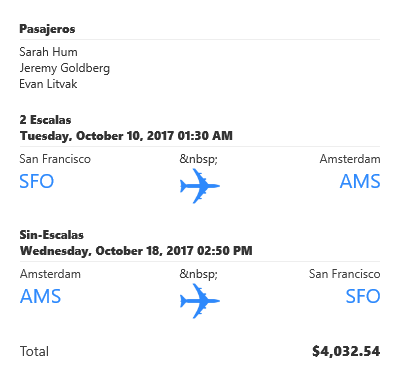 Pasajeros
Sarah Hum
Jeremy Goldberg
Evan Litvak
2 Escalas
Tuesday, October 10, 2017 01:30 AM
San Francisco &nbsp; Amsterdam
SFO AMS
Sin-Escalas
Wednesday, October 18, 2017 02:50 PM
Amsterdam &nbsp; San Francisco
AMS SFO
Total $4,032.54